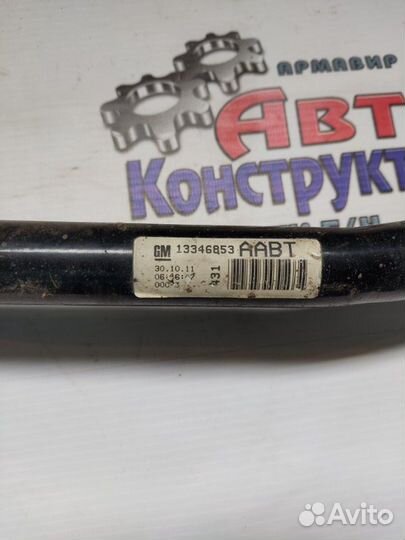 АРМАВИР
АВТ
КОНСТРУКТ
Б/Н
GM 13346853 AABT
30.10.11
431
Avito